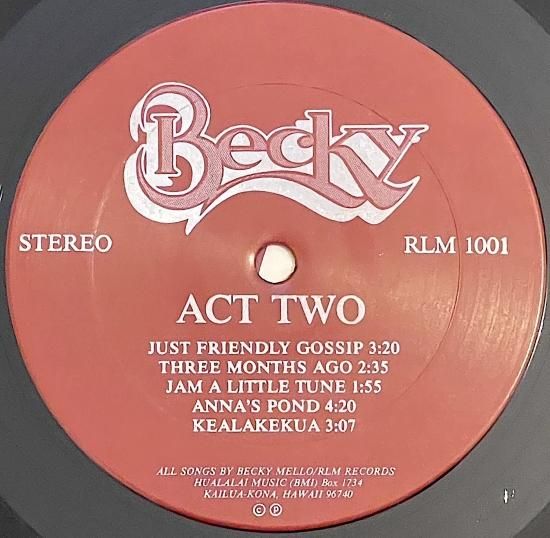 Becky
STEREO
RLM 1001
ACT TWO
JUST FRIENDLY GOSSIP 3:20
THREE MONTHS AGO 2:35
JAM A LITTLE TUNE 1:55
ANNA'S POND 4:20
KEALAKEKUA 3:07
ALL SONGS BY BECKY MELLO/RLM RECORDS
HUALALAI MUSIC (BMI) Box 1734
KAILUA-KONA, HAWAII 96740
© ℗